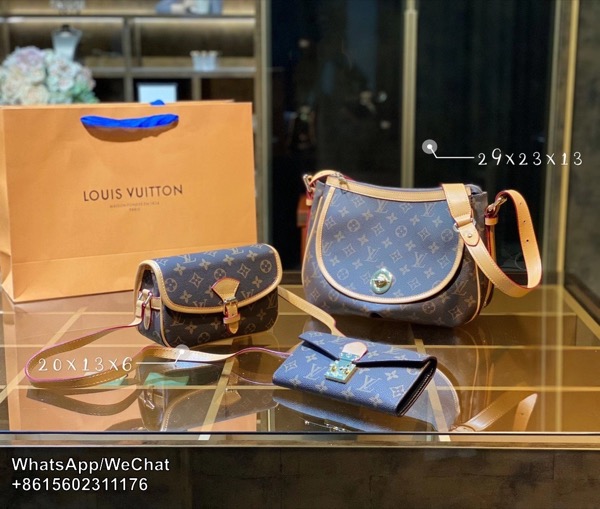 29x23x13
LOUIS VUITTON
20x13x6
WhatsApp/WeChat
+8615602311176